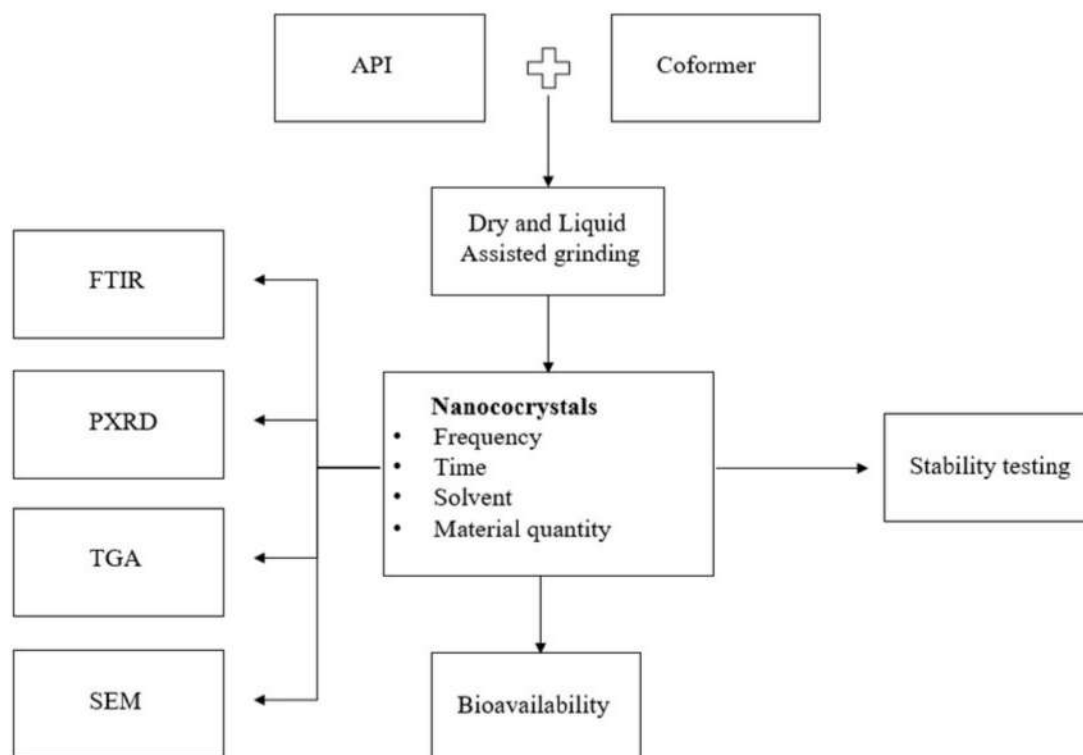 API
Coformer
Dry and Liquid
Assisted grinding
FTIR
PXRD
TGA
SEM
Nanococrystals
• Frequency
• Time
• Solvent
• Material quantity
Stability testing
Bioavailability